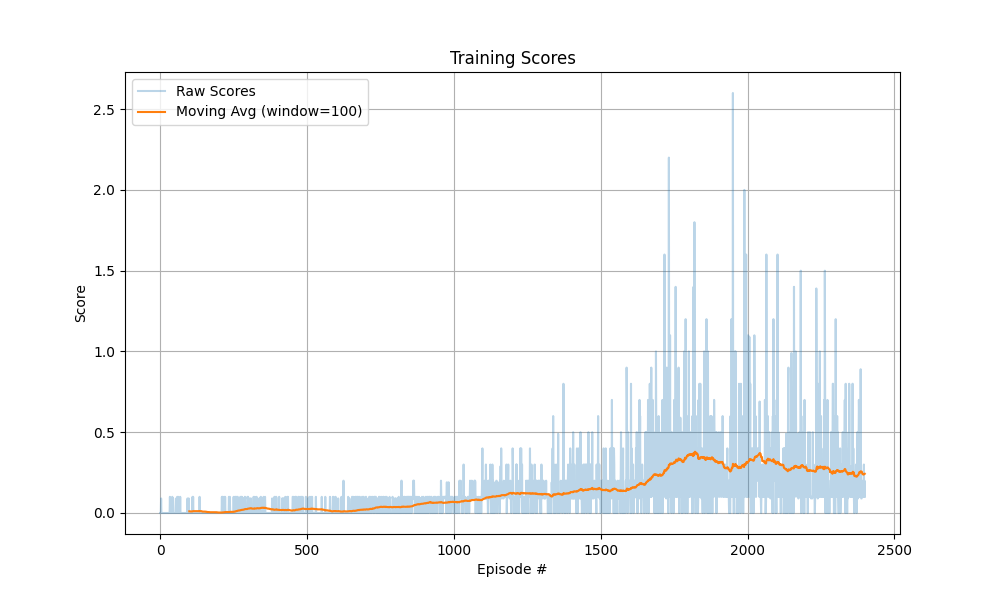 Training Scores
Raw Scores
Moving Avg (window=100)
2.5
2.0
1.5
1.0
0.5
0.0
Score
0 500 1000 1500 2000 2500
Episode #